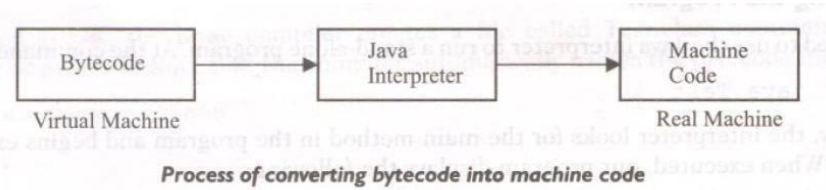 Bytecode
Java
Interpreter
Machine
Code
Virtual Machine
Real Machine
Process of converting bytecode into machine code